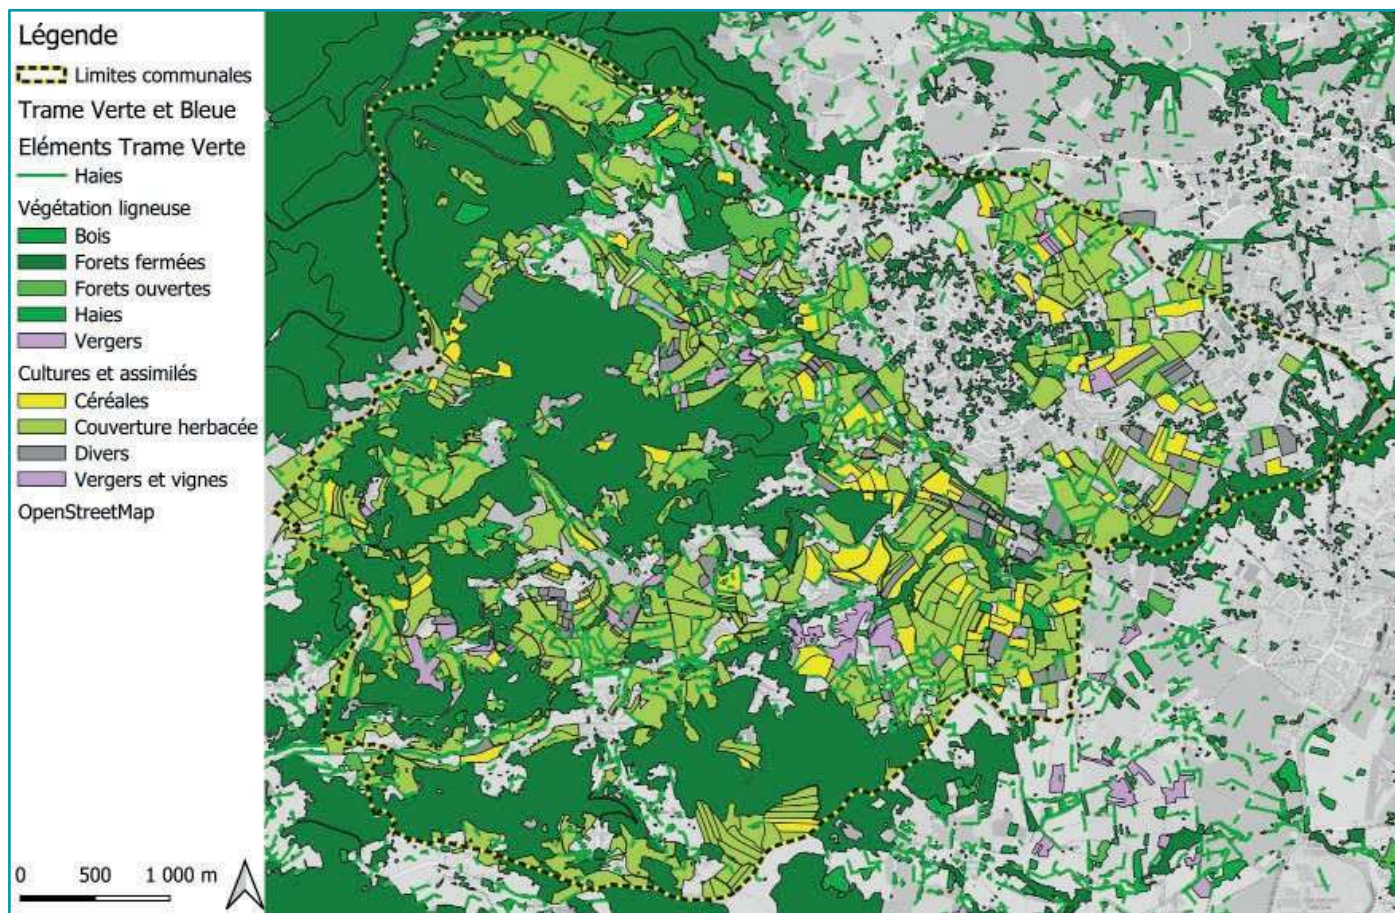 Légende
Limites communales
Trame Verte et Bleue
Eléments Trame Verte
Haies
Végétation ligneuse
Bois
Forets fermées
Forets ouvertes
Haies
Vergers
Cultures et assimilés
Céréales
Couverture herbacée
Divers
Vergers et vignes
OpenStreetMap
0 500 1 000 m